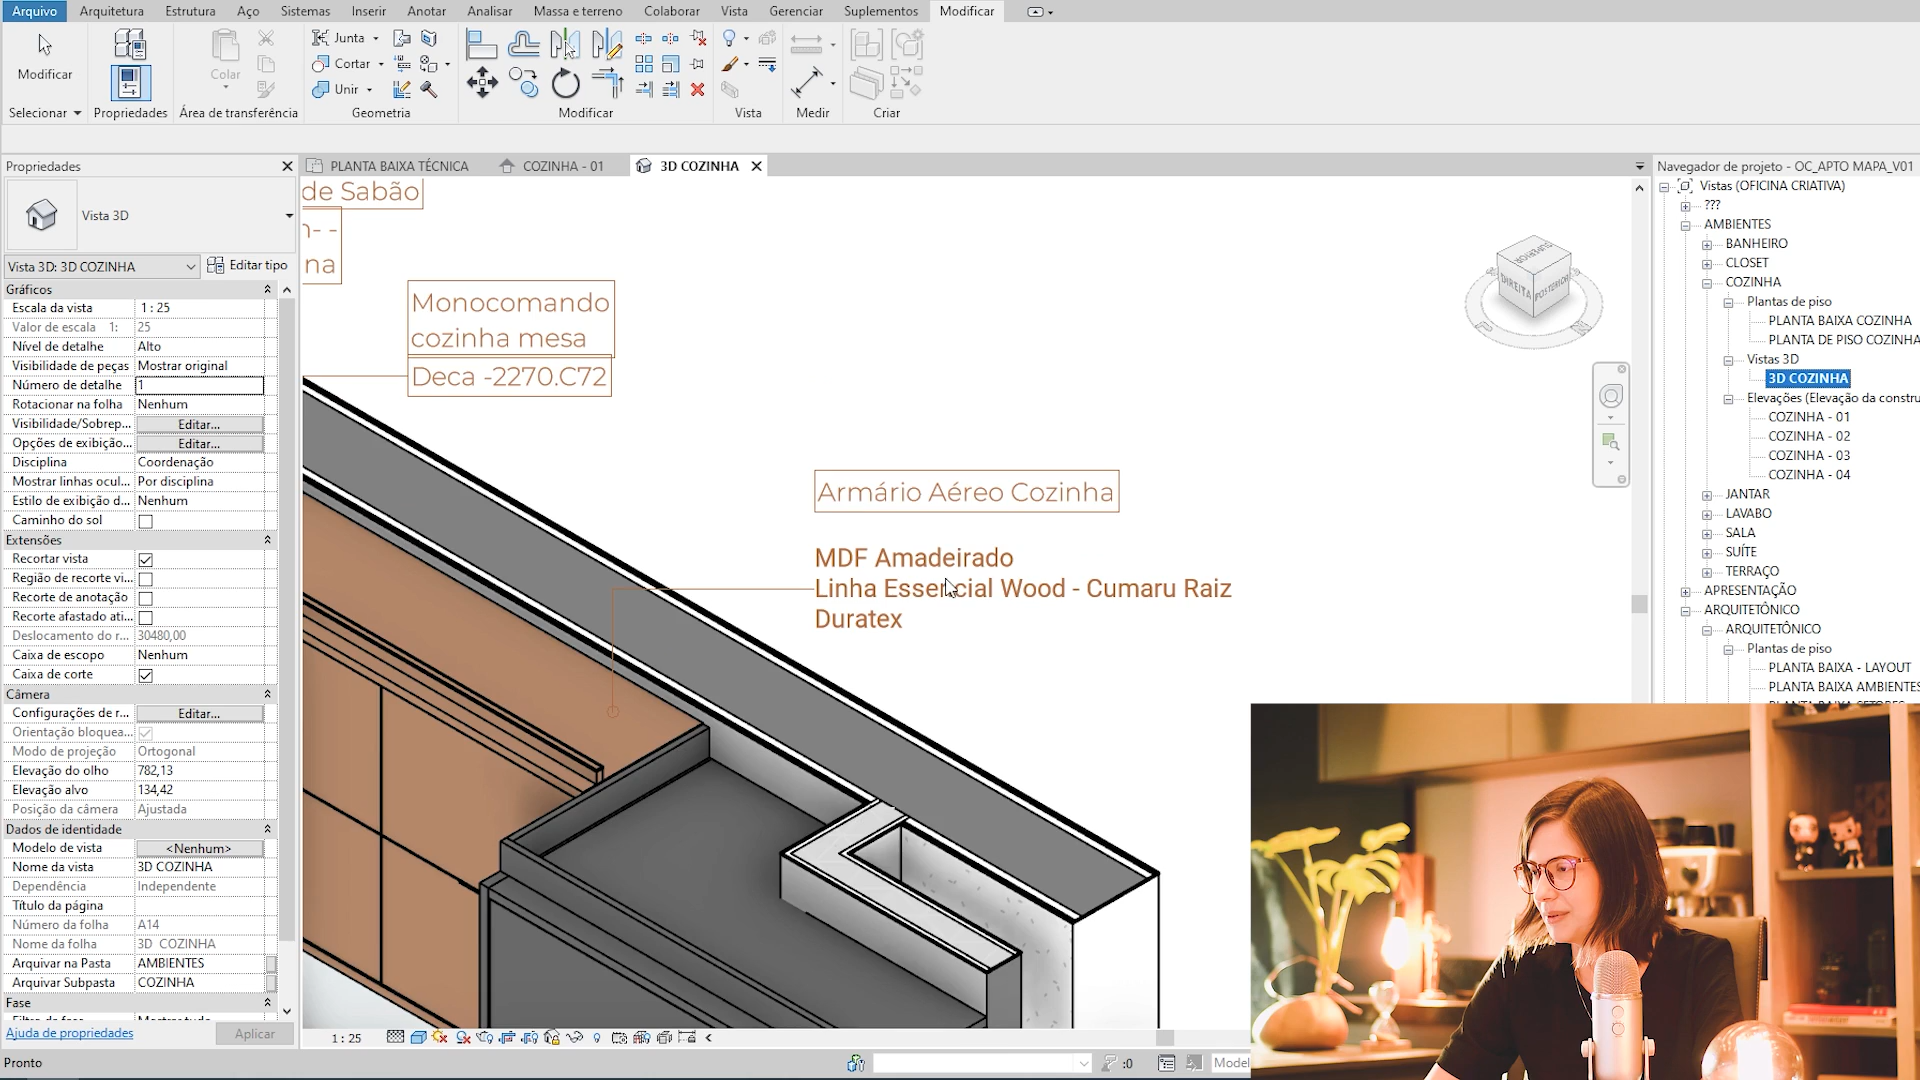 Arquivo Arquitetura Estrutura Aço Sistemas Inserir Anotar Analisar Massa e terreno Colaborar Vista Gerenciar Suplementos Modificar
Modificar
Colar
Junta
Cortar
Unir
Selecionar Propriedades Área de transferência Geometria Modificar Vista Medir Criar
Propriedades
PLANTA BAIXA TÉCNICA
COZINHA - 01
3D COZINHA
Navegador de projeto - OC_APTO MAPA_V01
Vista 3D
Vista 3D: 3D COZINHA
Editar tipo
Gráficos
Escala da vista 1 : 25
Valor de escala 1: 25
Nível de detalhe Alto
Visibilidade de peças Mostrar original
Número de detalhe 1
Rotacionar na folha Nenhum
Visibilidade/Sobrep... Editar...
Opções de exibição... Editar...
Disciplina Coordenação
Mostrar linhas ocul... Por disciplina
Estilo de exibição d... Nenhum
Caminho do sol
Extensões
Recortar vista
Região de recorte vi...
Recorte de anotação
Recorte afastado ati...
Deslocamento do r... 30480,00
Caixa de escopo Nenhum
Caixa de corte
Câmera
Configurações de r... Editar...
Orientação bloquea...
Modo de projeção Ortogonal
Elevação do olho 782,13
Elevação alvo 134,42
Posição da câmera Ajustada
Dados de identidade
Modelo de vista <Nenhum>
Nome da vista 3D COZINHA
Dependência Independente
Título da página
Número da folha A14
Nome da folha 3D COZINHA
Arquivar na Pasta AMBIENTES
Arquivar Subpasta COZINHA
Fase
Ajuda de propriedades
Aplicar
Pronto
de Sabão
na
Monocomando
cozinha mesa
Deca -2270.C72
Armário Aéreo Cozinha
MDF Amadeirado
Linha Essencial Wood - Cumaru Raiz
Duratex
SUPERIOR
DIREITA
POSTERIOR
1 : 25
:0
Model
Vistas (OFICINA CRIATIVA)
???
AMBIENTES
BANHEIRO
CLOSET
COZINHA
Plantas de piso
PLANTA BAIXA COZINHA
PLANTA DE PISO COZINHA
Vistas 3D
3D COZINHA
Elevações (Elevação da constru
COZINHA - 01
COZINHA - 02
COZINHA - 03
COZINHA - 04
JANTAR
LAVABO
SALA
SUÍTE
TERRAÇO
APRESENTAÇÃO
ARQUITETÔNICO
ARQUITETÔNICO
Plantas de piso
PLANTA BAIXA - LAYOUT
PLANTA BAIXA AMBIENTES